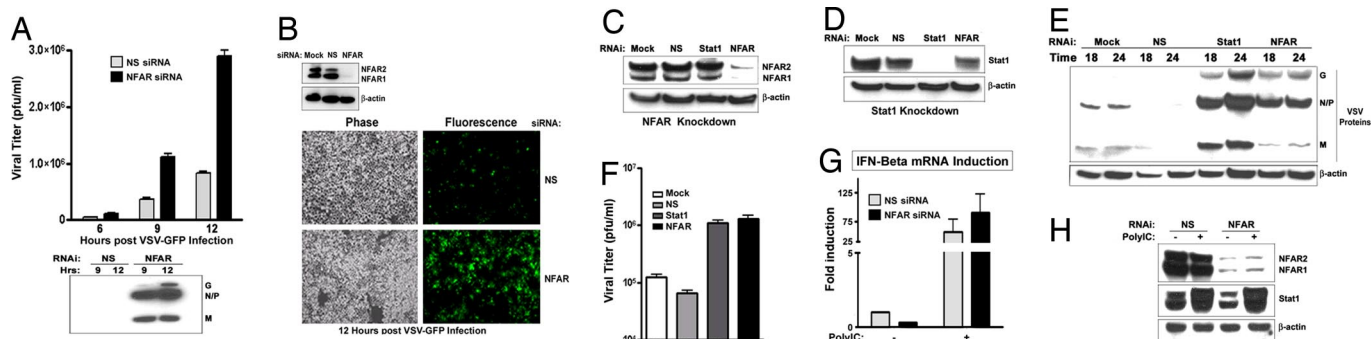 A
3.0×10⁶
2.0×10⁶
1.0×10⁶
0
Viral Titer (pfu/ml)
NS siRNA
NFAR siRNA
6 9 12
Hours post VSV-GFP Infection
RNAi: NS NFAR
Hrs: 9 12 9 12
G
N/P
M
B
siRNA: Mock NS NFAR
NFAR2
NFAR1
β-actin
Phase Fluorescence siRNA:
NS
NFAR
12 Hours post VSV-GFP Infection
C
RNAi: Mock NS Stat1 NFAR
NFAR2
NFAR1
β-actin
NFAR Knockdown
D
RNAi: Mock NS Stat1 NFAR
Stat1
β-actin
Stat1 Knockdown
E
RNAi: Mock NS Stat1 NFAR
Time 18 24 18 24 18 24 18 24
G
N/P
M
VSV
Proteins
β-actin
F
10⁷
10⁶
10⁵
Viral Titer (pfu/ml)
Mock
NS
Stat1
NFAR
G
IFN-Beta mRNA Induction
125
75
25
5
0
Fold induction
NS siRNA
NFAR siRNA
PolyIC: - +
H
RNAi: NS NFAR
PolyIC: - + - +
NFAR2
NFAR1
Stat1
β-actin